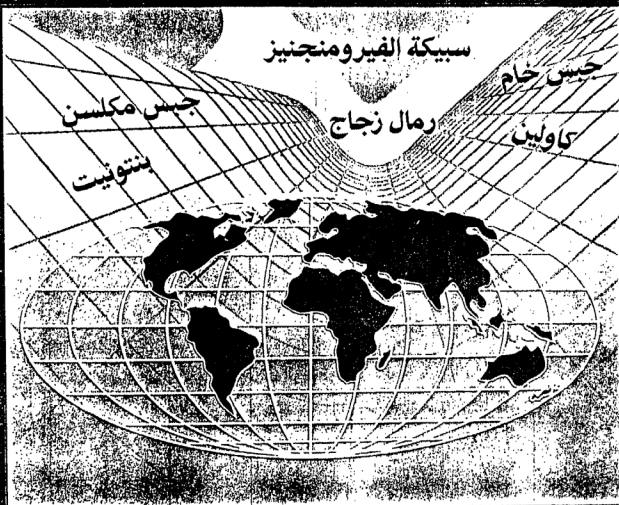 سبيكة الفيرومنجنيز
جبس خام
جبس مكلسن
رمال زجاج
كاولين
بنتونيت